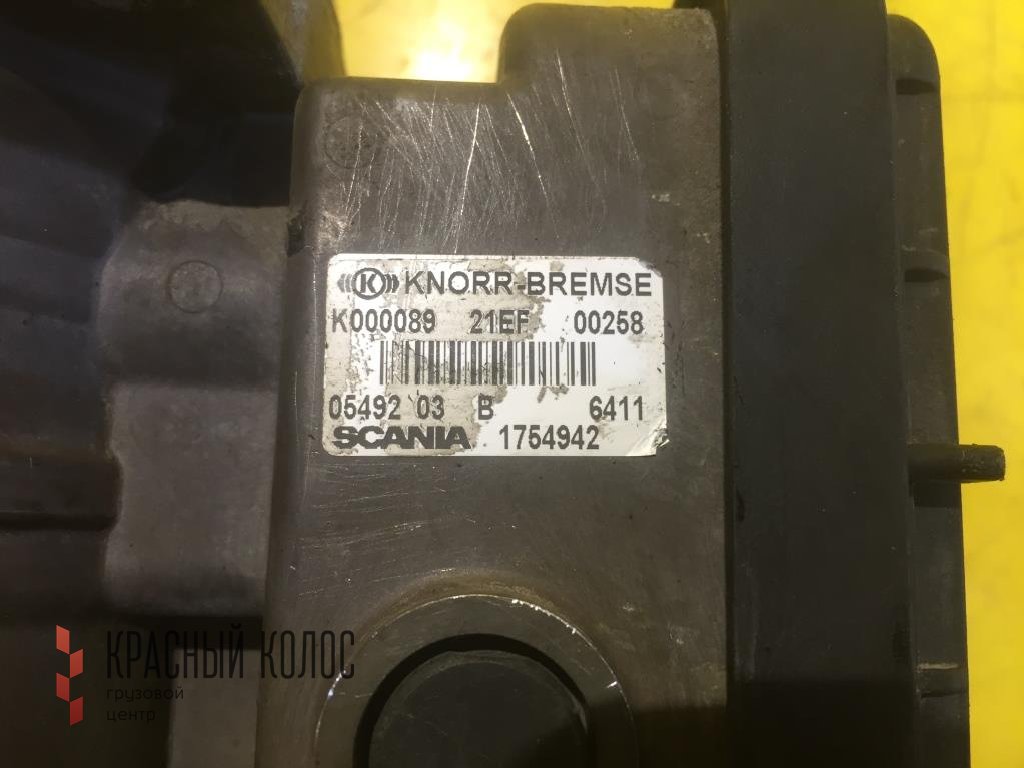 K KNORR-BREMSE
K000089 21EF 00258
05492 03 B 6411
SCANIA 1754942
КРАСНЫЙ КОЛОС
грузовой
центр